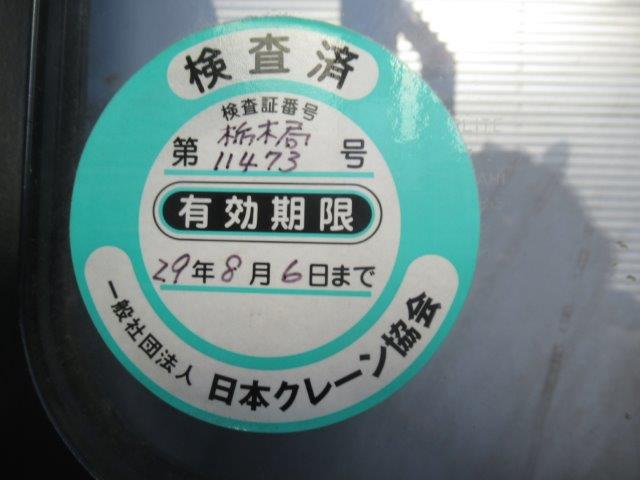 検査済
検査証番号
栃木局
第 11473 号
有効期限
29年8月6日まで
一般社団法人 日本クレーン協会